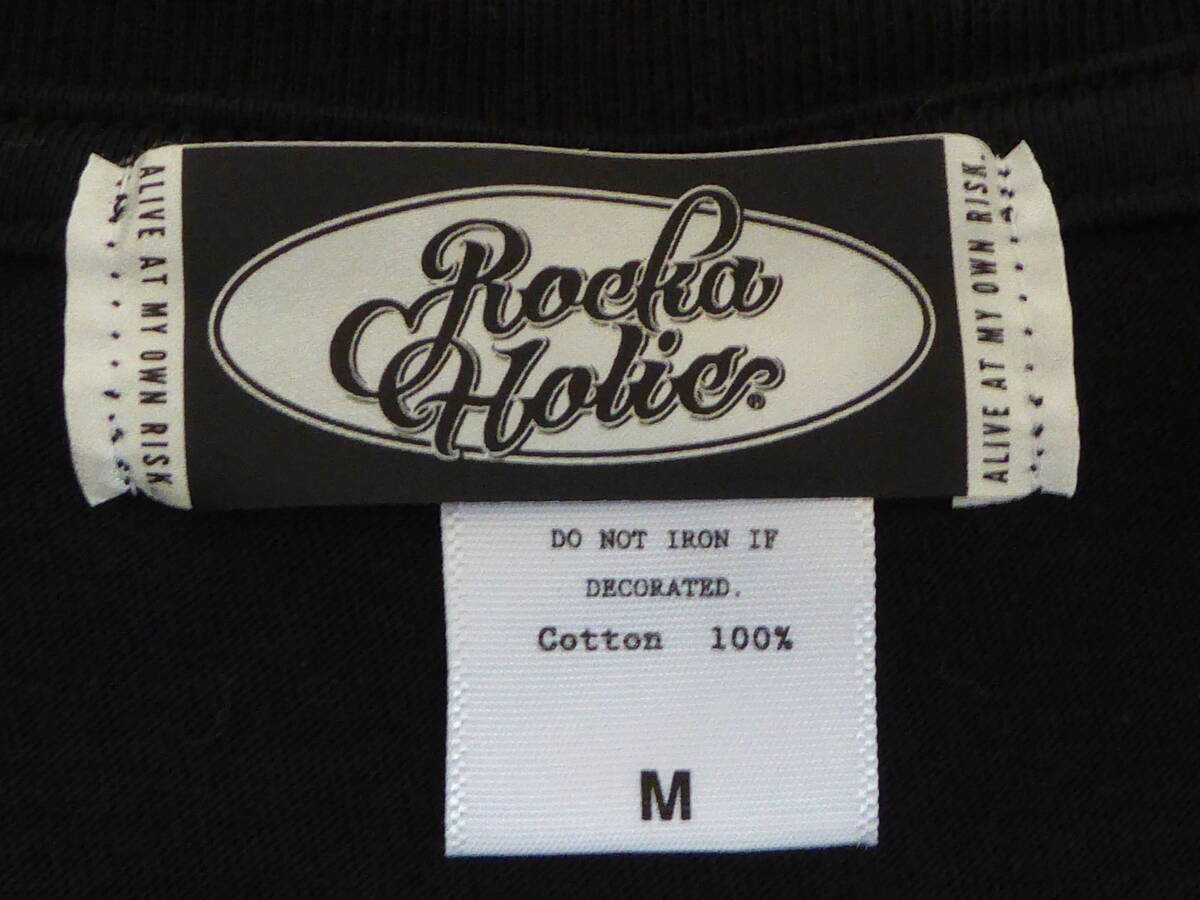 ALIVE AT MY OWN RISK
Rocka
Holic®
ALIVE AT MY OWN RISK.
DO NOT IRON IF
DECORATED.
Cotton 100%
M